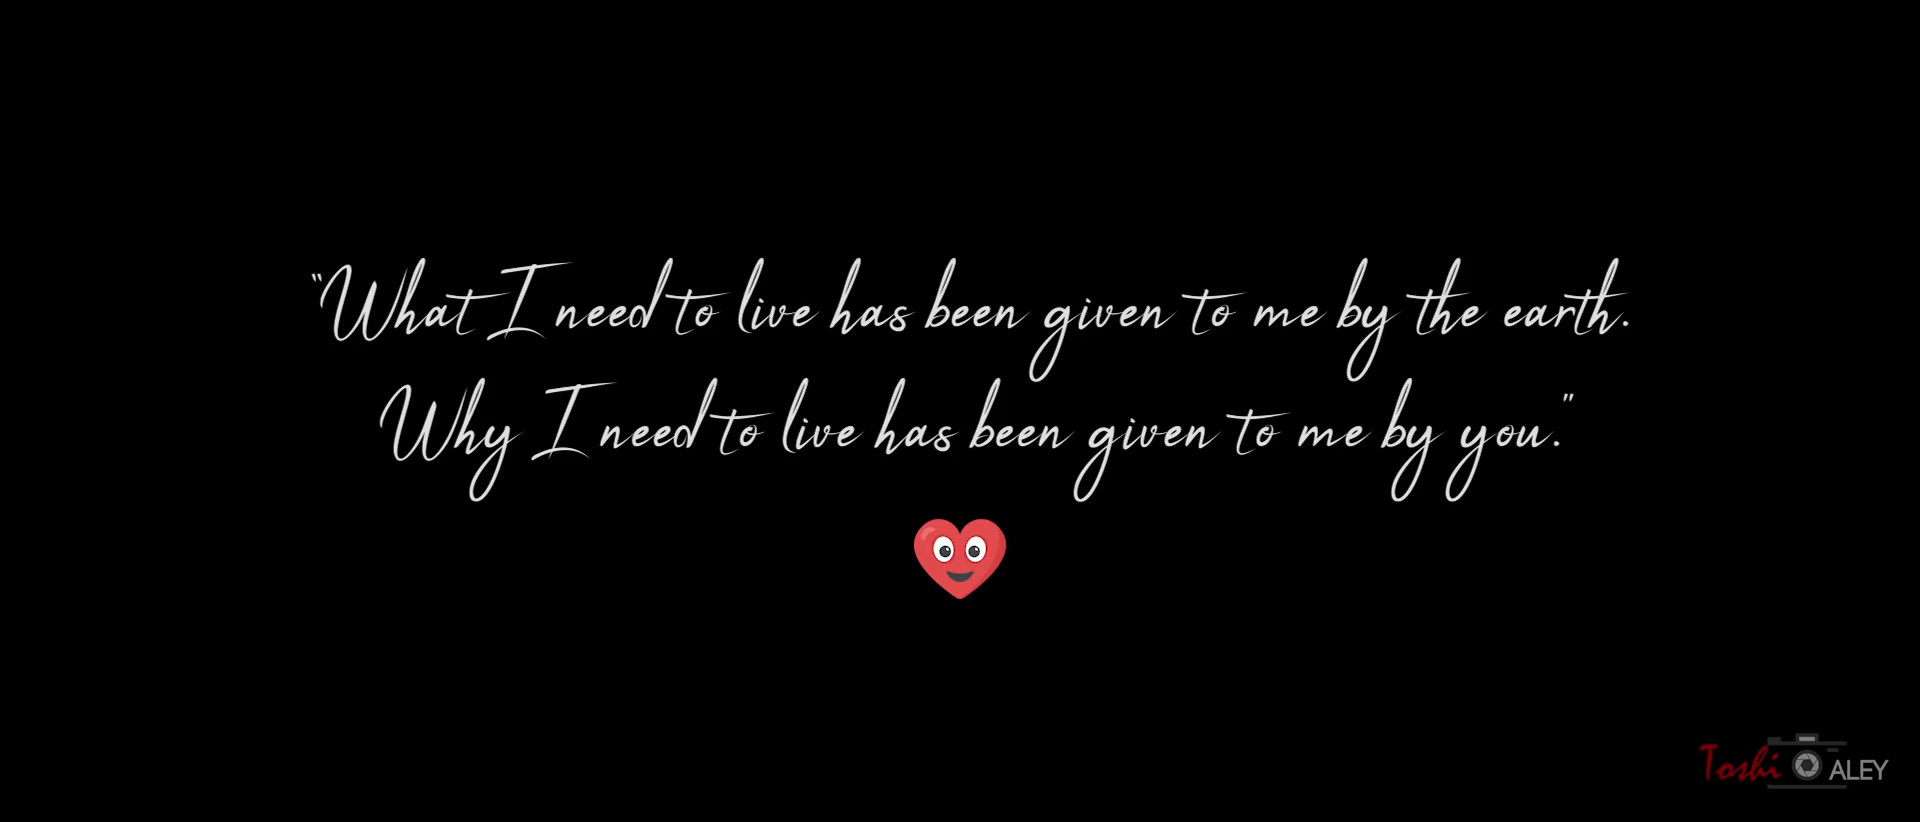 "What I need to live has been given to me by the earth.
Why I need to live has been given to me by you."
Toshi ALEY